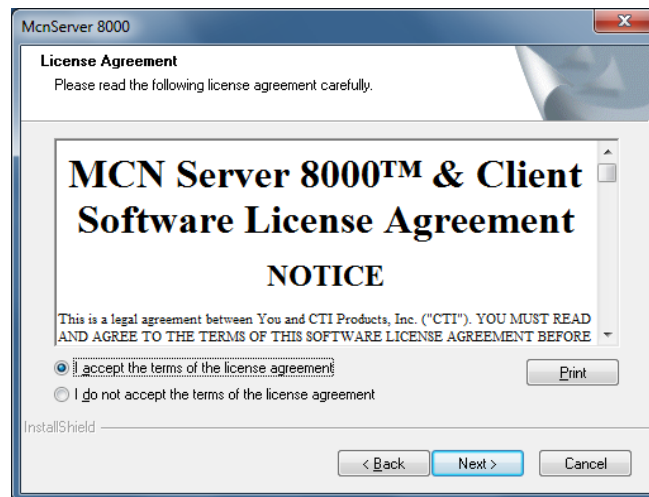 McnServer 8000
License Agreement
Please read the following license agreement carefully.
MCN Server 8000™ & Client
Software License Agreement
NOTICE
This is a legal agreement between You and CTI Products, Inc. ("CTI"). YOU MUST READ
AND AGREE TO THE TERMS OF THIS SOFTWARE LICENSE AGREEMENT BEFORE
I accept the terms of the license agreement
Print
I do not accept the terms of the license agreement
InstallShield
< Back
Next >
Cancel